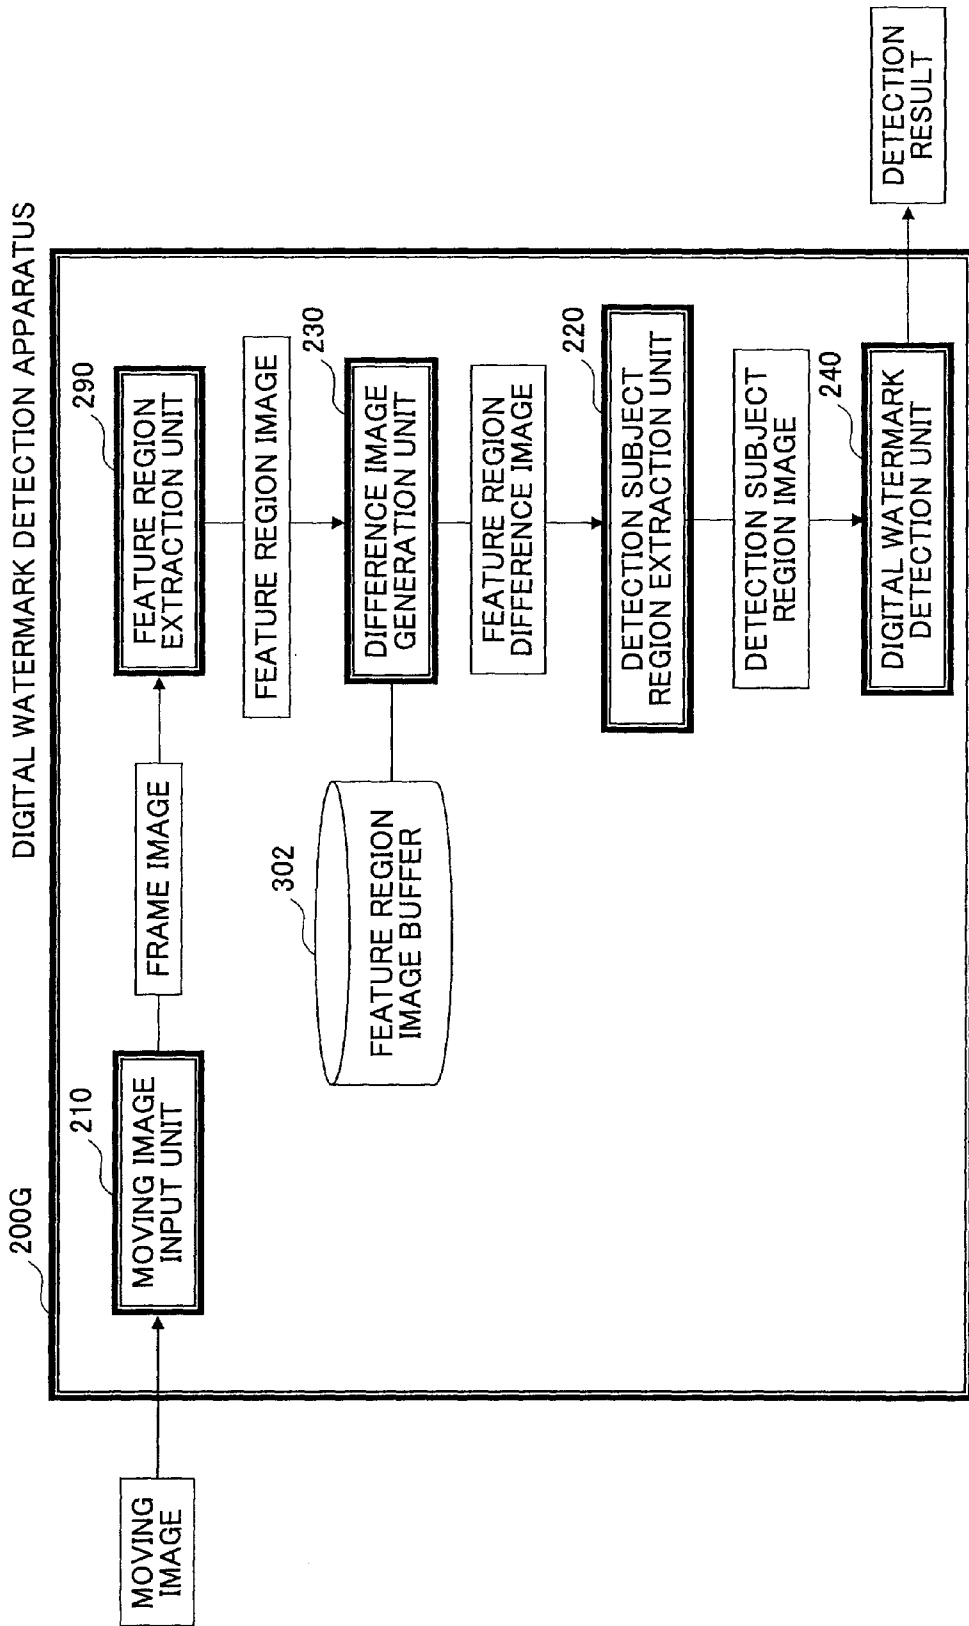 DIGITAL WATERMARK DETECTION APPARATUS
200G
MOVING
IMAGE
210
MOVING IMAGE
INPUT UNIT
FRAME IMAGE
290
FEATURE REGION
EXTRACTION UNIT
FEATURE REGION IMAGE
302
FEATURE REGION
IMAGE BUFFER
230
DIFFERENCE IMAGE
GENERATION UNIT
FEATURE REGION
DIFFERENCE IMAGE
220
DETECTION SUBJECT
REGION EXTRACTION UNIT
DETECTION SUBJECT
REGION IMAGE
240
DIGITAL WATERMARK
DETECTION UNIT
DETECTION
RESULT